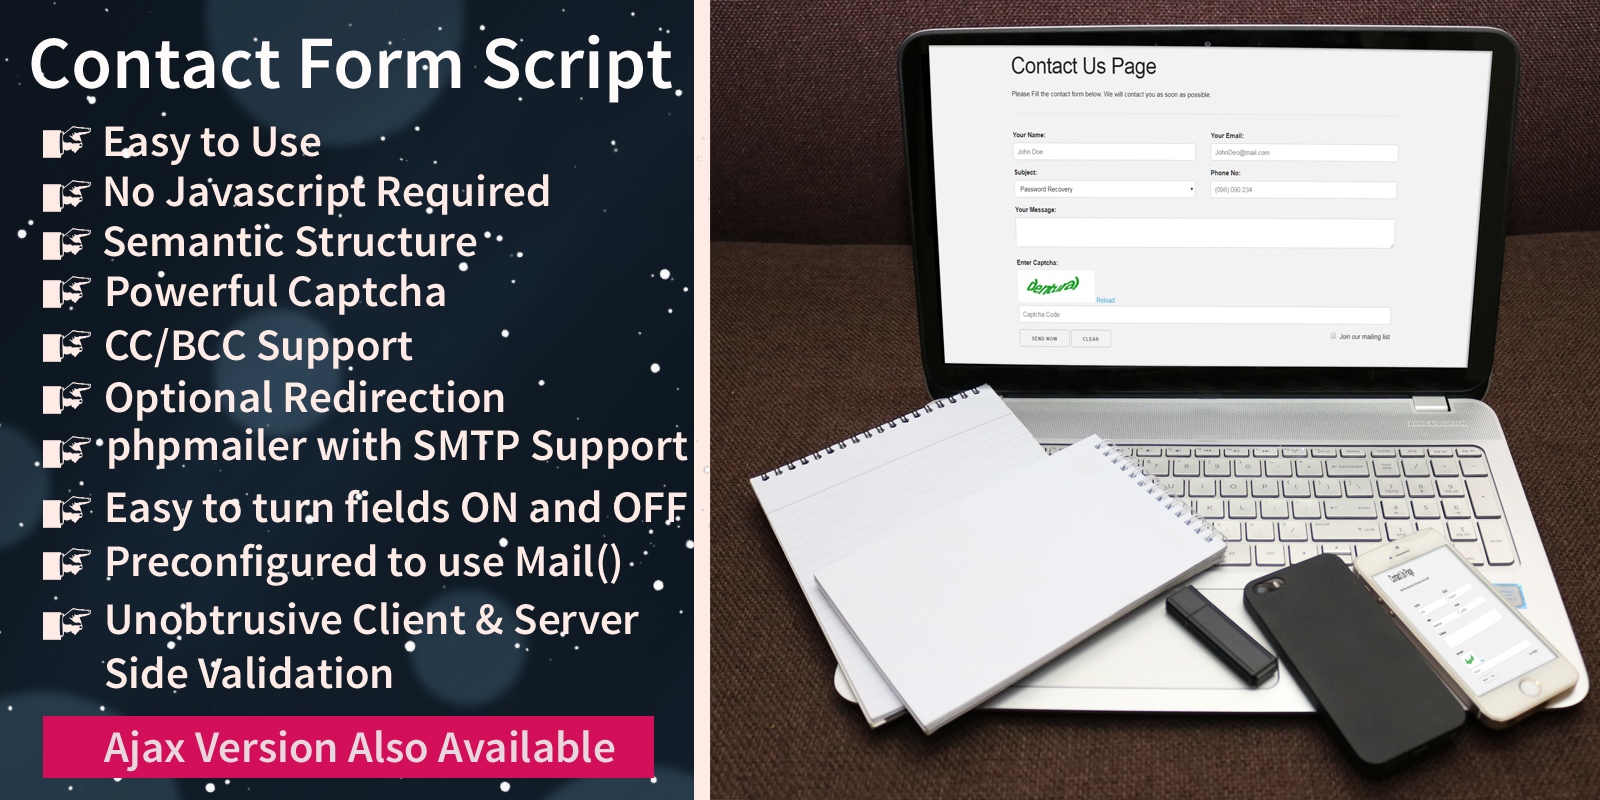 Contact Form Script
Easy to Use
No Javascript Required
Semantic Structure
Powerful Captcha
CC/BCC Support
Optional Redirection
phpmailer with SMTP Support
Easy to turn fields ON and OFF
Preconfigured to use Mail()
Unobtrusive Client & Server
Side Validation
Ajax Version Also Available
Contact Us Page
Please Fill the contact form below. We will contact you as soon as possible.
Your Name: Your Email:
John Doe JohnDeo@mail.com
Subject: Phone No:
Password Recovery (098) 090 234
Your Message:
Enter Captcha:
Reload
Captcha Code
SEND NOW CLEAR Join our mailing list
Contact Us Page